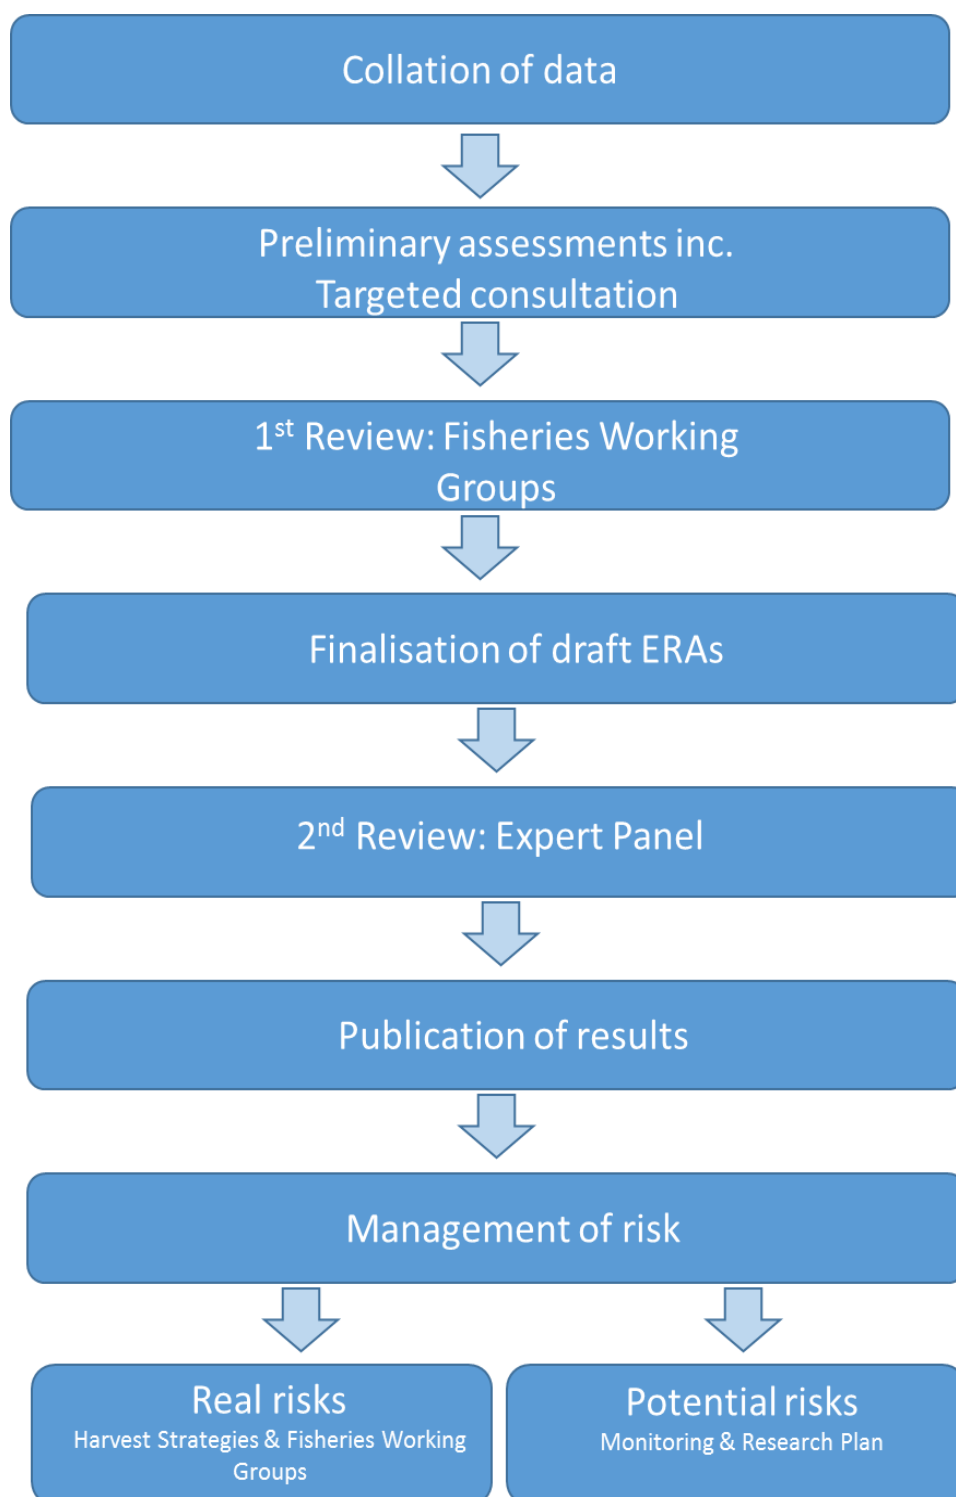 Collation of data
Preliminary assessments inc.
Targeted consultation
1st Review: Fisheries Working
Groups
Finalisation of draft ERAs
2nd Review: Expert Panel
Publication of results
Management of risk
Real risks
Harvest Strategies & Fisheries Working
Groups
Potential risks
Monitoring & Research Plan